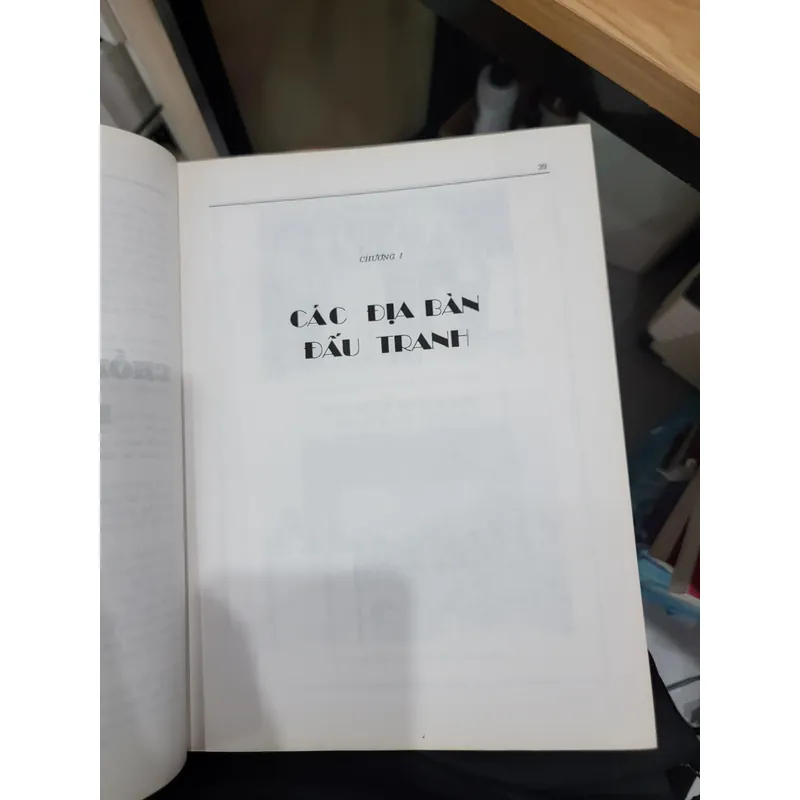 39
CHƯƠNG I
CÁC ĐỊA BÀN
ĐẤU TRANH